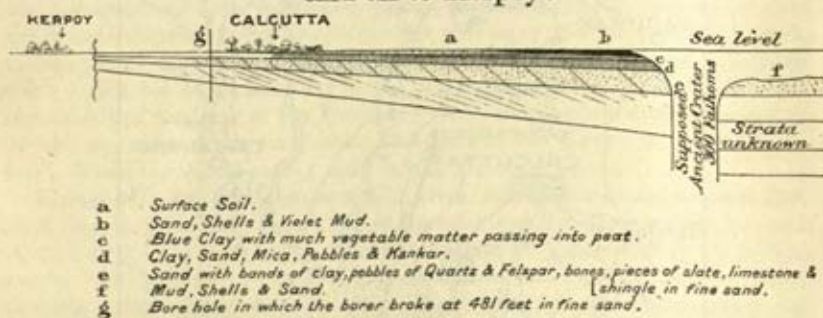 KERPOY
CALCUTTA
g
a
b
Sea level
c
d
f
Supposed
Ancient Crater
300 Fathoms
Strata
unknown
a Surface Soil.
b Sand, Shells & Violet Mud.
c Blue Clay with much vegetable matter passing into peat.
d Clay, Sand, Mica, Pebbles & Kankar.
e Sand with bands of clay, pebbles of Quartz & Felspar, bones, pieces of slate, limestone &
f Mud, Shells & Sand. [shingle in fine sand.
g Bore hole in which the borer broke at 481 feet in fine sand.